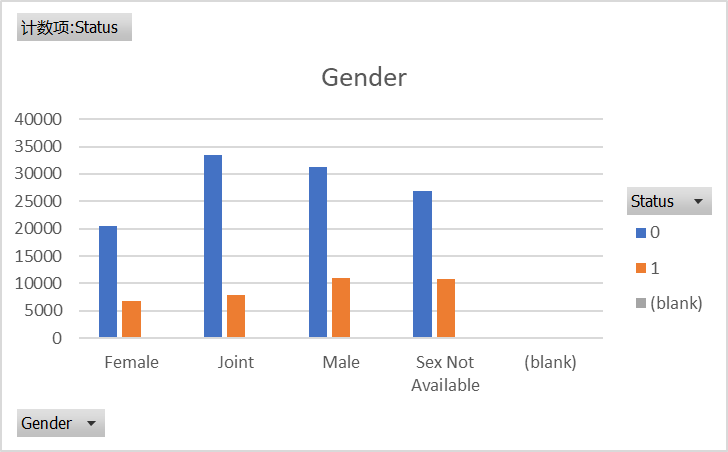 计数项:Status
Gender
40000
35000
30000
25000
20000
15000
10000
5000
0
Female
Joint
Male
Sex Not
Available
(blank)
Status
0
1
(blank)
Gender